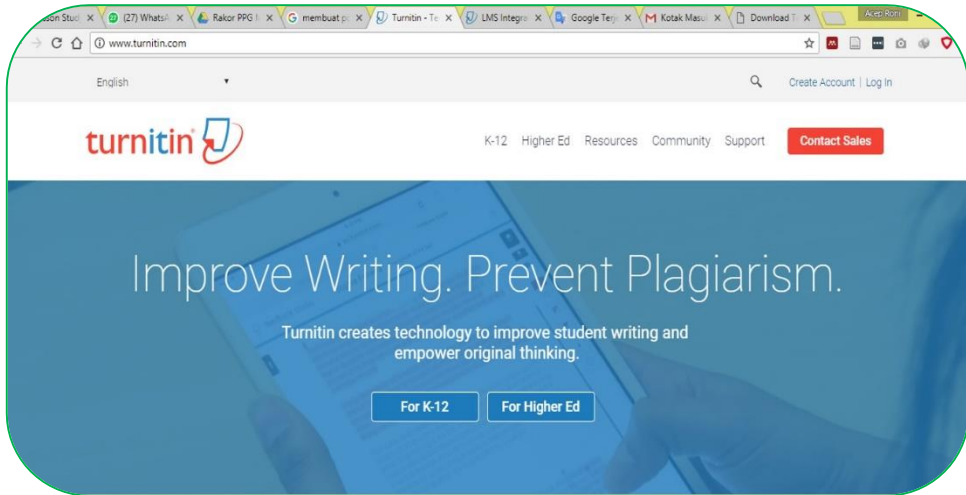 son Stud (27) WhatsA Rakor PPG membuat p Turnitin - Te LMS Integra Google Terje Kotak Masu Download T Acep Roni
www.turnitin.com
English Create Account | Log In
turnitin K-12 Higher Ed Resources Community Support Contact Sales
Improve Writing. Prevent Plagiarism.
Turnitin creates technology to improve student writing and
empower original thinking.
For K-12 For Higher Ed